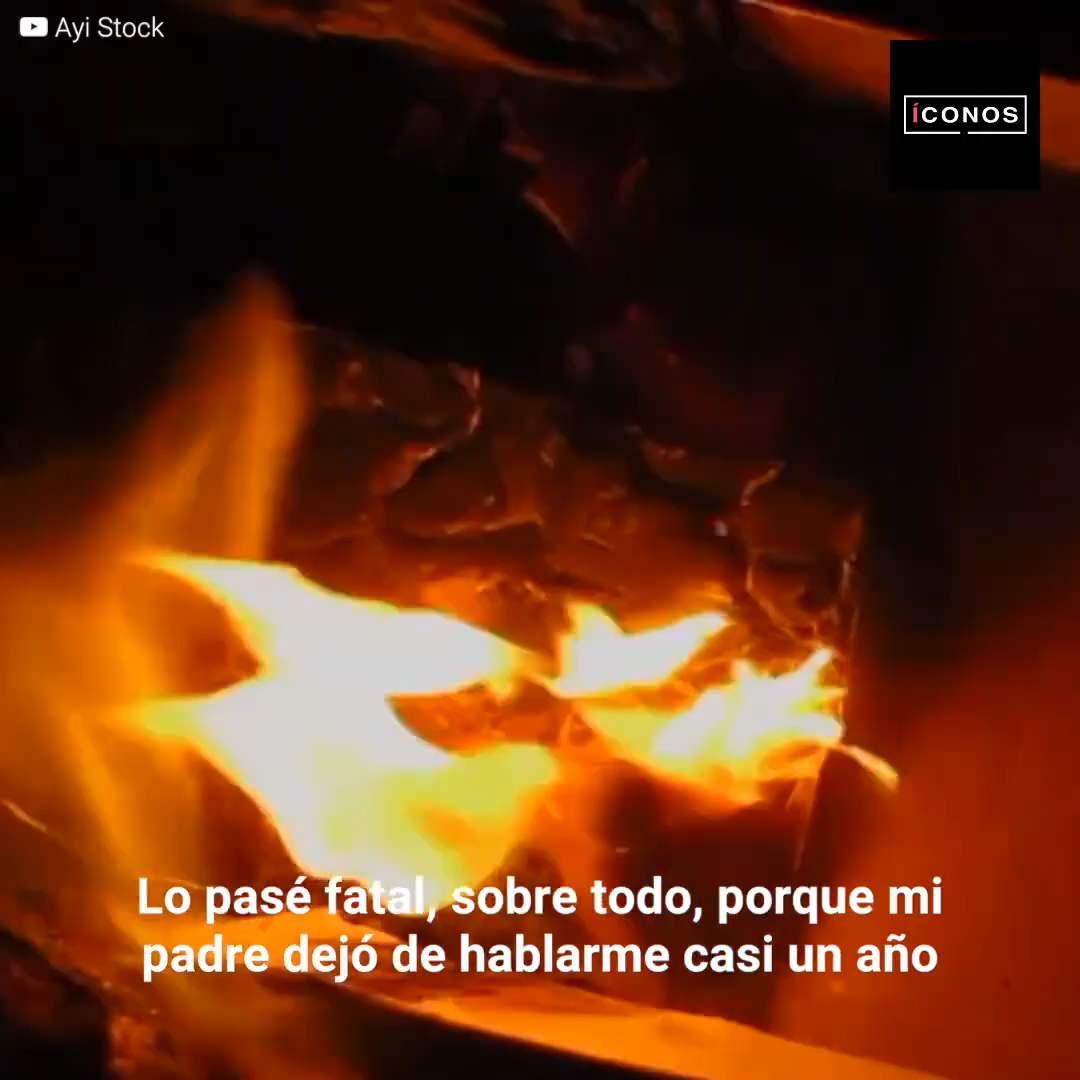 Ayi Stock
ÍCONOS
Lo pasé fatal, sobre todo, porque mi
padre dejó de hablarme casi un año